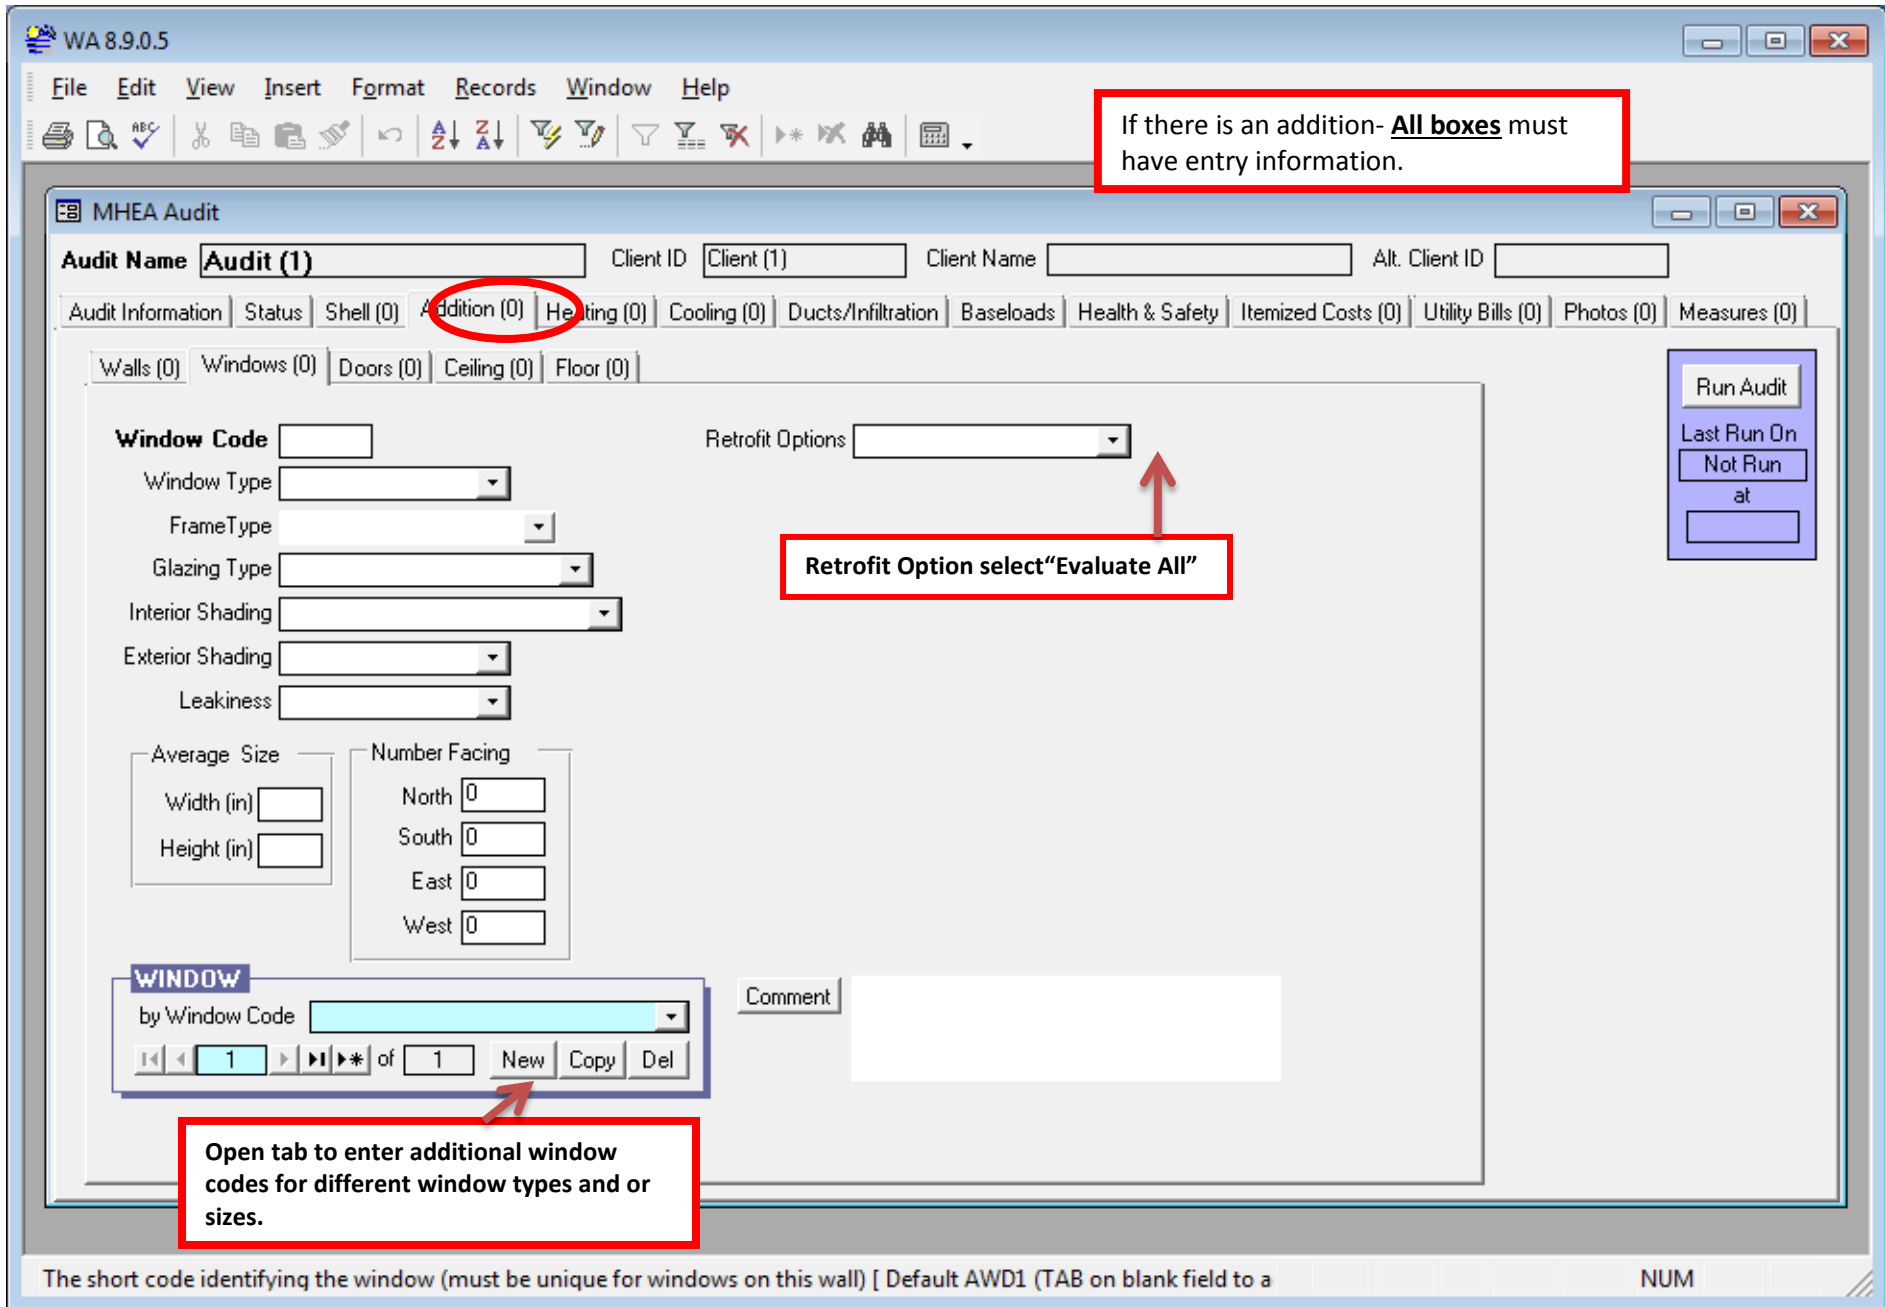 WA 8.9.0.5
File Edit View Insert Format Records Window Help
If there is an addition- All boxes must
have entry information.
MHEA Audit
Audit Name Audit (1) Client ID Client (1) Client Name Alt. Client ID
Audit Information Status Shell (0) Addition (0) Heating (0) Cooling (0) Ducts/Infiltration Baseloads Health & Safety Itemized Costs (0) Utility Bills (0) Photos (0) Measures (0)
Walls (0) Windows (0) Doors (0) Ceiling (0) Floor (0)
Run Audit
Last Run On
Not Run
at
Window Code
Retrofit Options
Window Type
FrameType
Glazing Type
Retrofit Option select“Evaluate All”
Interior Shading
Exterior Shading
Leakiness
Average Size
Width (in)
Height (in)
Number Facing
North 0
South 0
East 0
West 0
WINDOW
by Window Code
1 of 1 New Copy Del
Comment
Open tab to enter additional window
codes for different window types and or
sizes.
The short code identifying the window (must be unique for windows on this wall) [ Default AWD1 (TAB on blank field to a
NUM